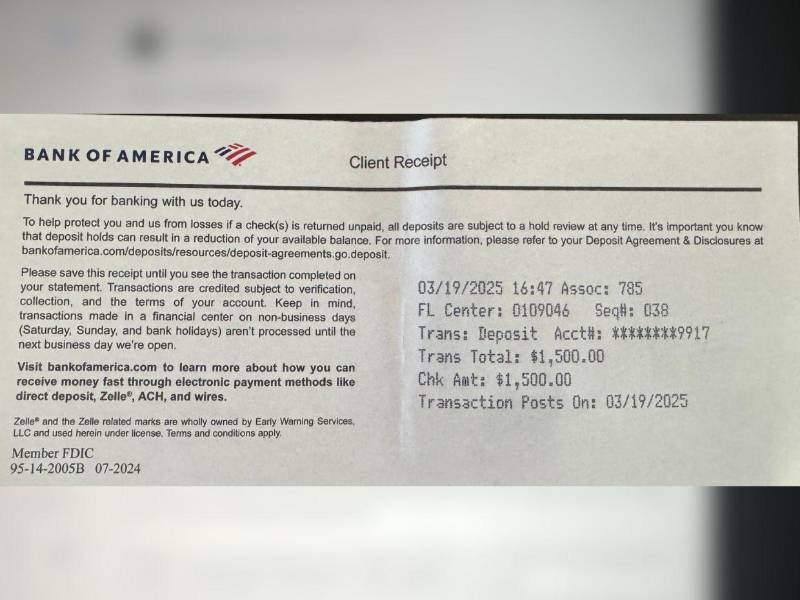 BANK OF AMERICA
Client Receipt
Thank you for banking with us today.
To help protect you and us from losses if a check(s) is returned unpaid, all deposits are subject to a hold review at any time. It's important you know
that deposit holds can result in a reduction of your available balance. For more information, please refer to your Deposit Agreement & Disclosures at
bankofamerica.com/deposits/resources/deposit-agreements.go.deposit.
Please save this receipt until you see the transaction completed on
your statement. Transactions are credited subject to verification,
collection, and the terms of your account. Keep in mind,
transactions made in a financial center on non-business days
(Saturday, Sunday, and bank holidays) aren't processed until the
next business day we're open.
Visit bankofamerica.com to learn more about how you can
receive money fast through electronic payment methods like
direct deposit, Zelle®, ACH, and wires.
Zelle® and the Zelle related marks are wholly owned by Early Warning Services,
LLC and used herein under license. Terms and conditions apply.
Member FDIC
95-14-2005B 07-2024
03/19/2025 16:47 Assoc: 785
FL Center: 0109046 Seq#: 038
Trans: Deposit Acct#: ********9917
Trans Total: $1,500.00
Chk Amt: $1,500.00
Transaction Posts On: 03/19/2025